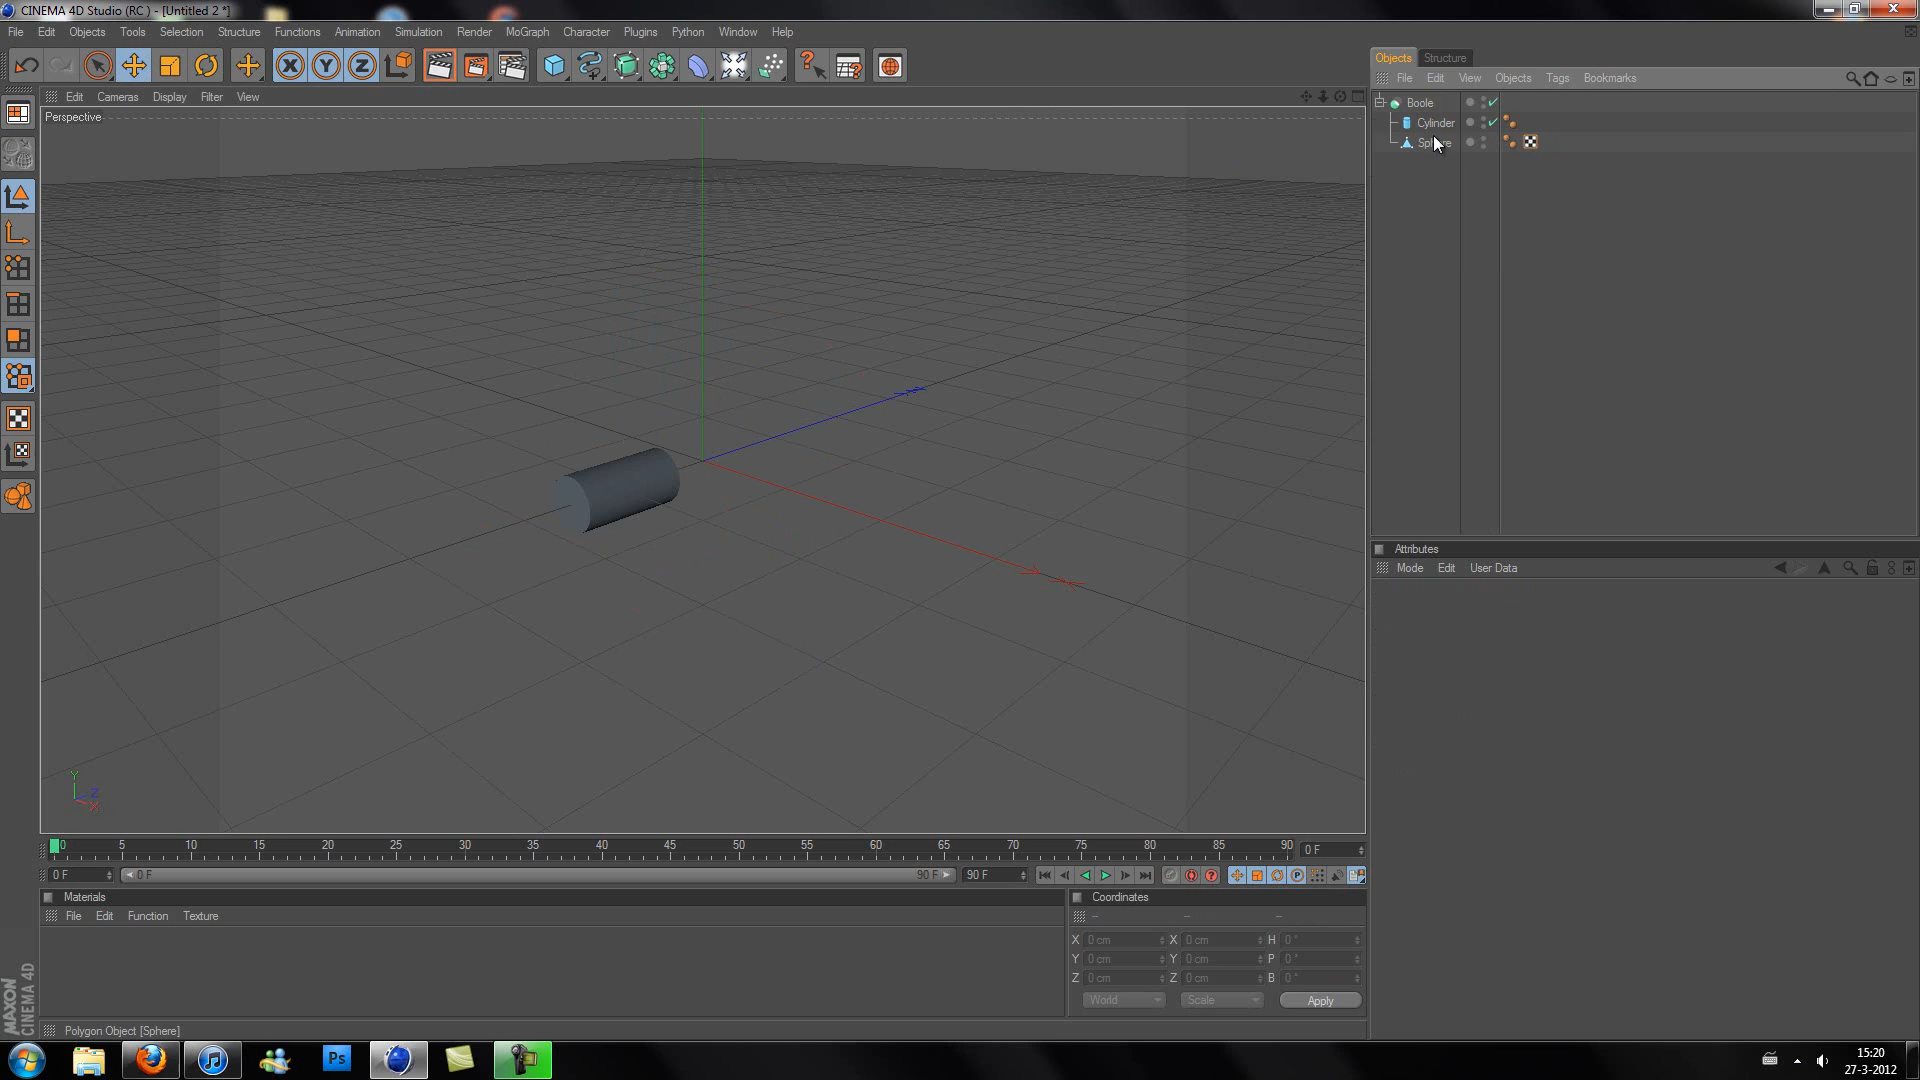 CINEMA 4D Studio (RC ) - [Untitled 2 *]
File Edit Objects Tools Selection Structure Functions Animation Simulation Render MoGraph Character Plugins Python Window Help
Edit Cameras Display Filter View
Perspective
Y
Z
X
Objects Structure
File Edit View Objects Tags Bookmarks
Boole
Cylinder
Sphere
Attributes
Mode Edit User Data
0 5 10 15 20 25 30 35 40 45 50 55 60 65 70 75 80 85 90 0 F
0 F 0 F 90 F 90 F
Materials
File Edit Function Texture
Coordinates
-- -- --
X 0 cm X 0 cm H 0 °
Y 0 cm Y 0 cm P 0 °
Z 0 cm Z 0 cm B 0 °
World Scale Apply
MAXON
CINEMA 4D
Polygon Object [Sphere]
Ps
15:20
27-3-2012